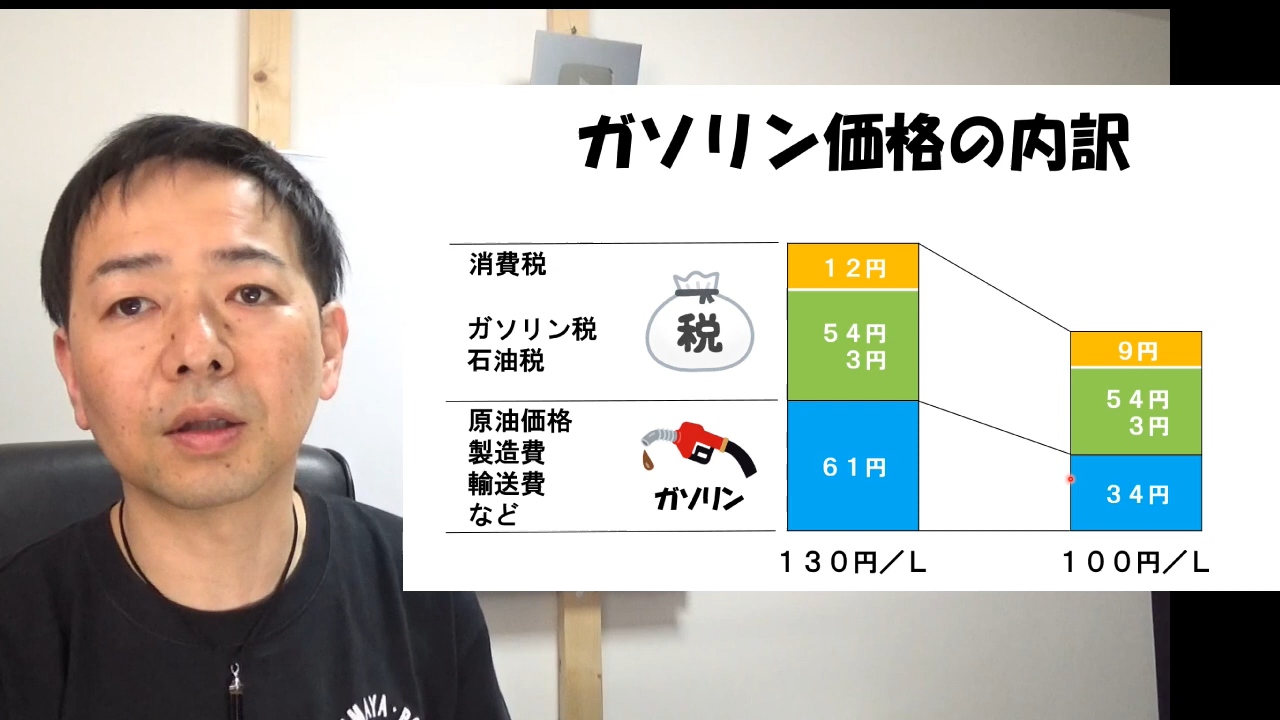 ガソリン価格の内訳
消費税
ガソリン税
石油税
税
原油価格
製造費
輸送費
など
ガソリン
１２円
５４円
３円
６１円
１３０円／Ｌ
９円
５４円
３円
３４円
１００円／Ｌ